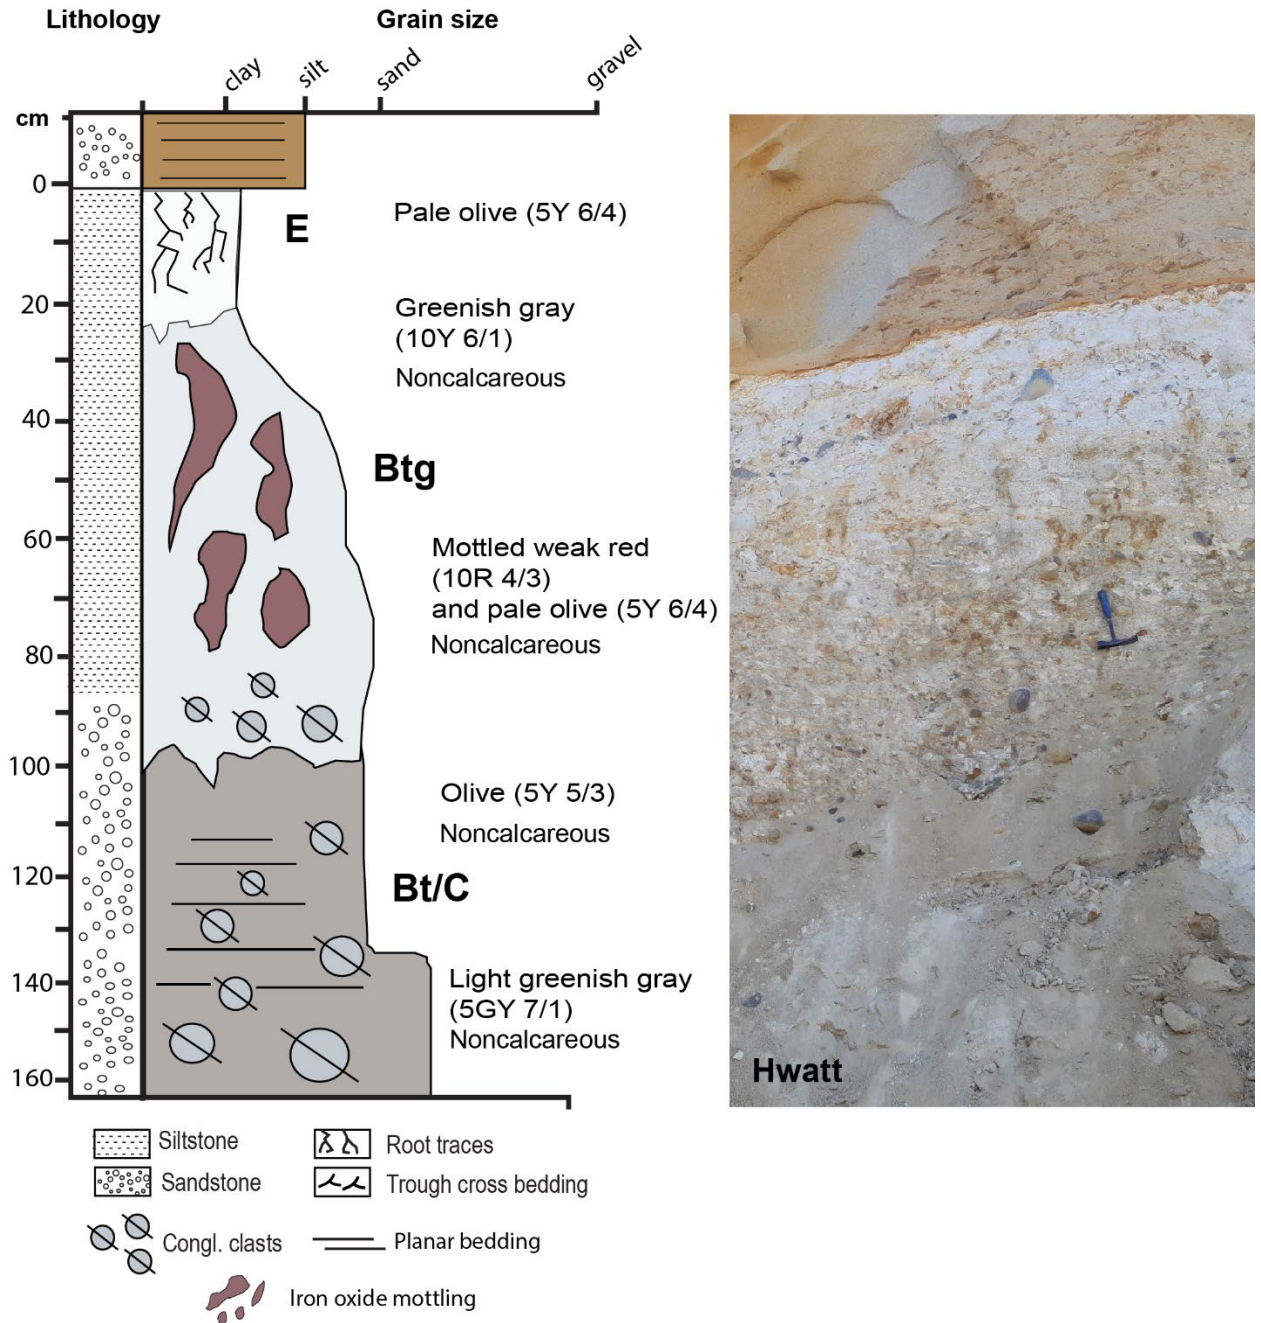 Lithology
Grain size
clay
silt
sand
gravel
cm
0
20
40
60
80
100
120
140
160
E
Pale olive (5Y 6/4)
Greenish gray
(10Y 6/1)
Noncalcareous
Btg
Mottled weak red
(10R 4/3)
and pale olive (5Y 6/4)
Noncalcareous
Olive (5Y 5/3)
Noncalcareous
Bt/C
Light greenish gray
(5GY 7/1)
Noncalcareous
Hwatt
Siltstone
Root traces
Sandstone
Trough cross bedding
Congl. clasts
Planar bedding
Iron oxide mottling